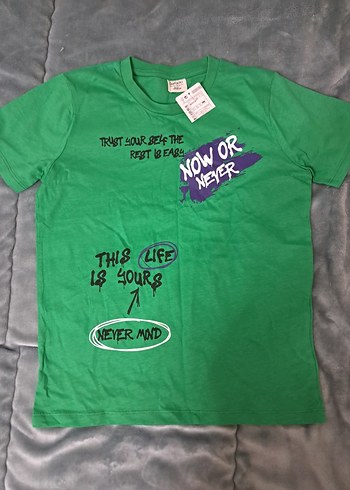 TRUST YOUR SELF THE
REST IS EASY
NOW OR
NEVER
THIS LIFE
IS YOURS
NEVER MIND